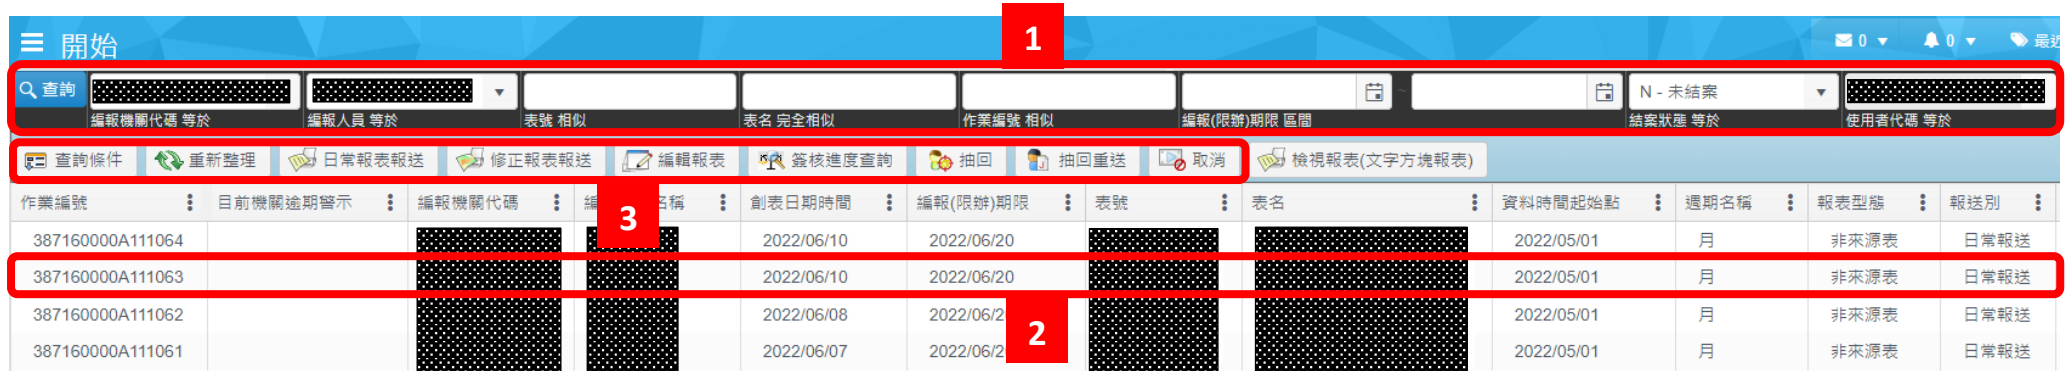 1
開始 0 0 最近
查詢 N - 未結案
編報機關代碼 等於 編報人員 等於 表號 相似 表名 完全相似 作業編號 相似 編報(限辦)期限 區間 結案狀態 等於 使用者代碼 等於
查詢條件 重新整理 日常報表報送 修正報表報送 編輯報表 簽核進度查詢 抽回 抽回重送 取消 檢視報表(文字方塊報表)
作業編號 目前機關逾期警示 編報機關代碼 編 名稱 創表日期時間 編報(限辦)期限 表號 表名 資料時間起始點 週期名稱 報表型態 報送別
3
387160000A111064 2022/06/10 2022/06/20 2022/05/01 月 非來源表 日常報送
387160000A111063 2022/06/10 2022/06/20 2022/05/01 月 非來源表 日常報送
387160000A111062 2022/06/08 2022/06/2 2022/05/01 月 非來源表 日常報送
2
387160000A111061 2022/06/07 2022/06/2 2022/05/01 月 非來源表 日常報送